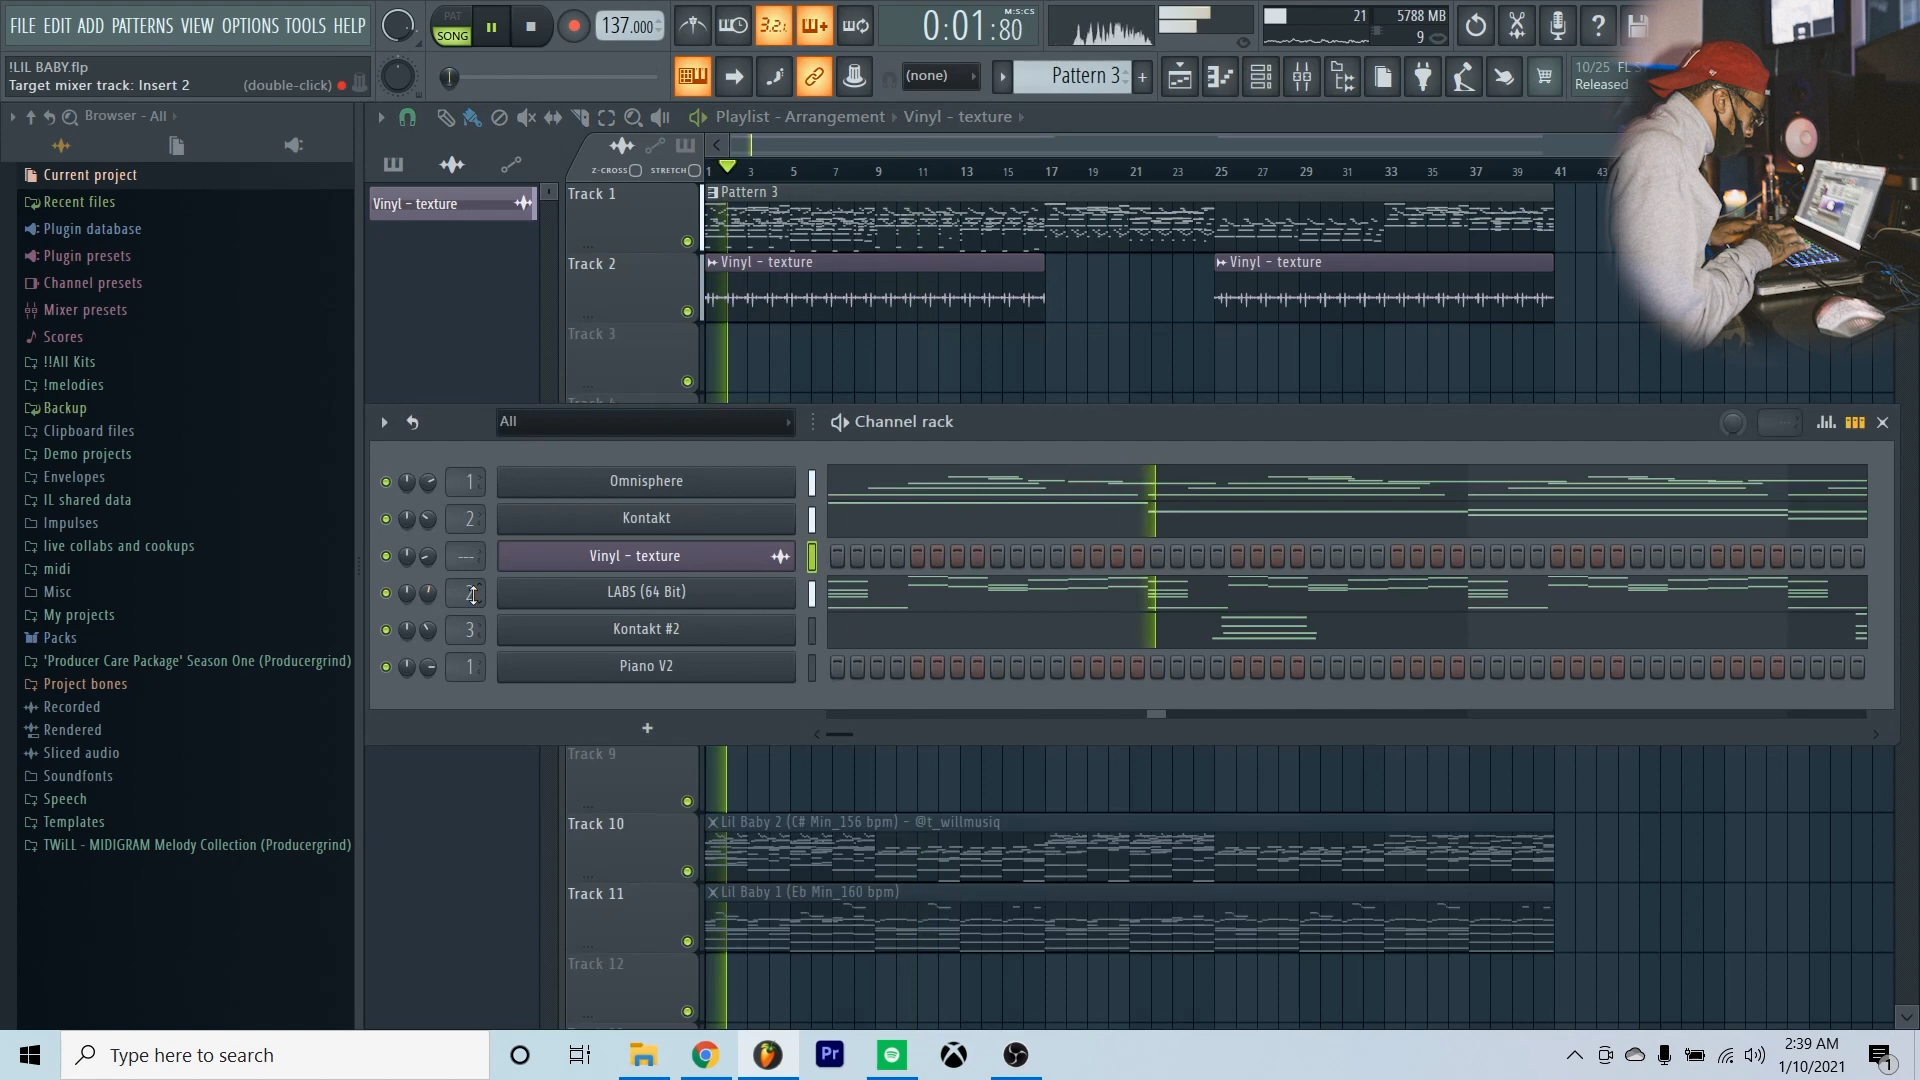 FILE EDIT ADD PATTERNS VIEW OPTIONS TOOLS HELP
PAT
SONG
137.000
3.2.
0:01:80
M:S:CS
21
5788 MB
9
!LIL BABY.flp
Target mixer track: Insert 2
(double-click)
(none)
Pattern 3
10/25
Released
Browser - All
Playlist - Arrangement
Vinyl - texture
Z-CROSS
STRETCH
1 3 5 7 9 11 13 15 17 19 21 23 25 27 29 31 33 35 37 39 41 43
Current project
Recent files
Plugin database
Plugin presets
Channel presets
Mixer presets
Scores
!!All Kits
!melodies
Backup
Clipboard files
Demo projects
Envelopes
IL shared data
Impulses
live collabs and cookups
midi
Misc
My projects
Packs
'Producer Care Package' Season One (Producergrind)
Project bones
Recorded
Rendered
Sliced audio
Soundfonts
Speech
Templates
TWiLL - MIDIGRAM Melody Collection (Producergrind)
Vinyl - texture
Track 1
Pattern 3
Track 2
Vinyl - texture
Vinyl - texture
Track 3
All
Channel rack
1
Omnisphere
2
Kontakt
---
Vinyl - texture
2
LABS (64 Bit)
3
Kontakt #2
1
Piano V2
+
Track 9
Track 10
Lil Baby 2 (C# Min_156 bpm) - @t_willmusiq
Track 11
Lil Baby 1 (Eb Min_160 bpm)
Track 12
Type here to search
Pr
2:39 AM
1/10/2021
1